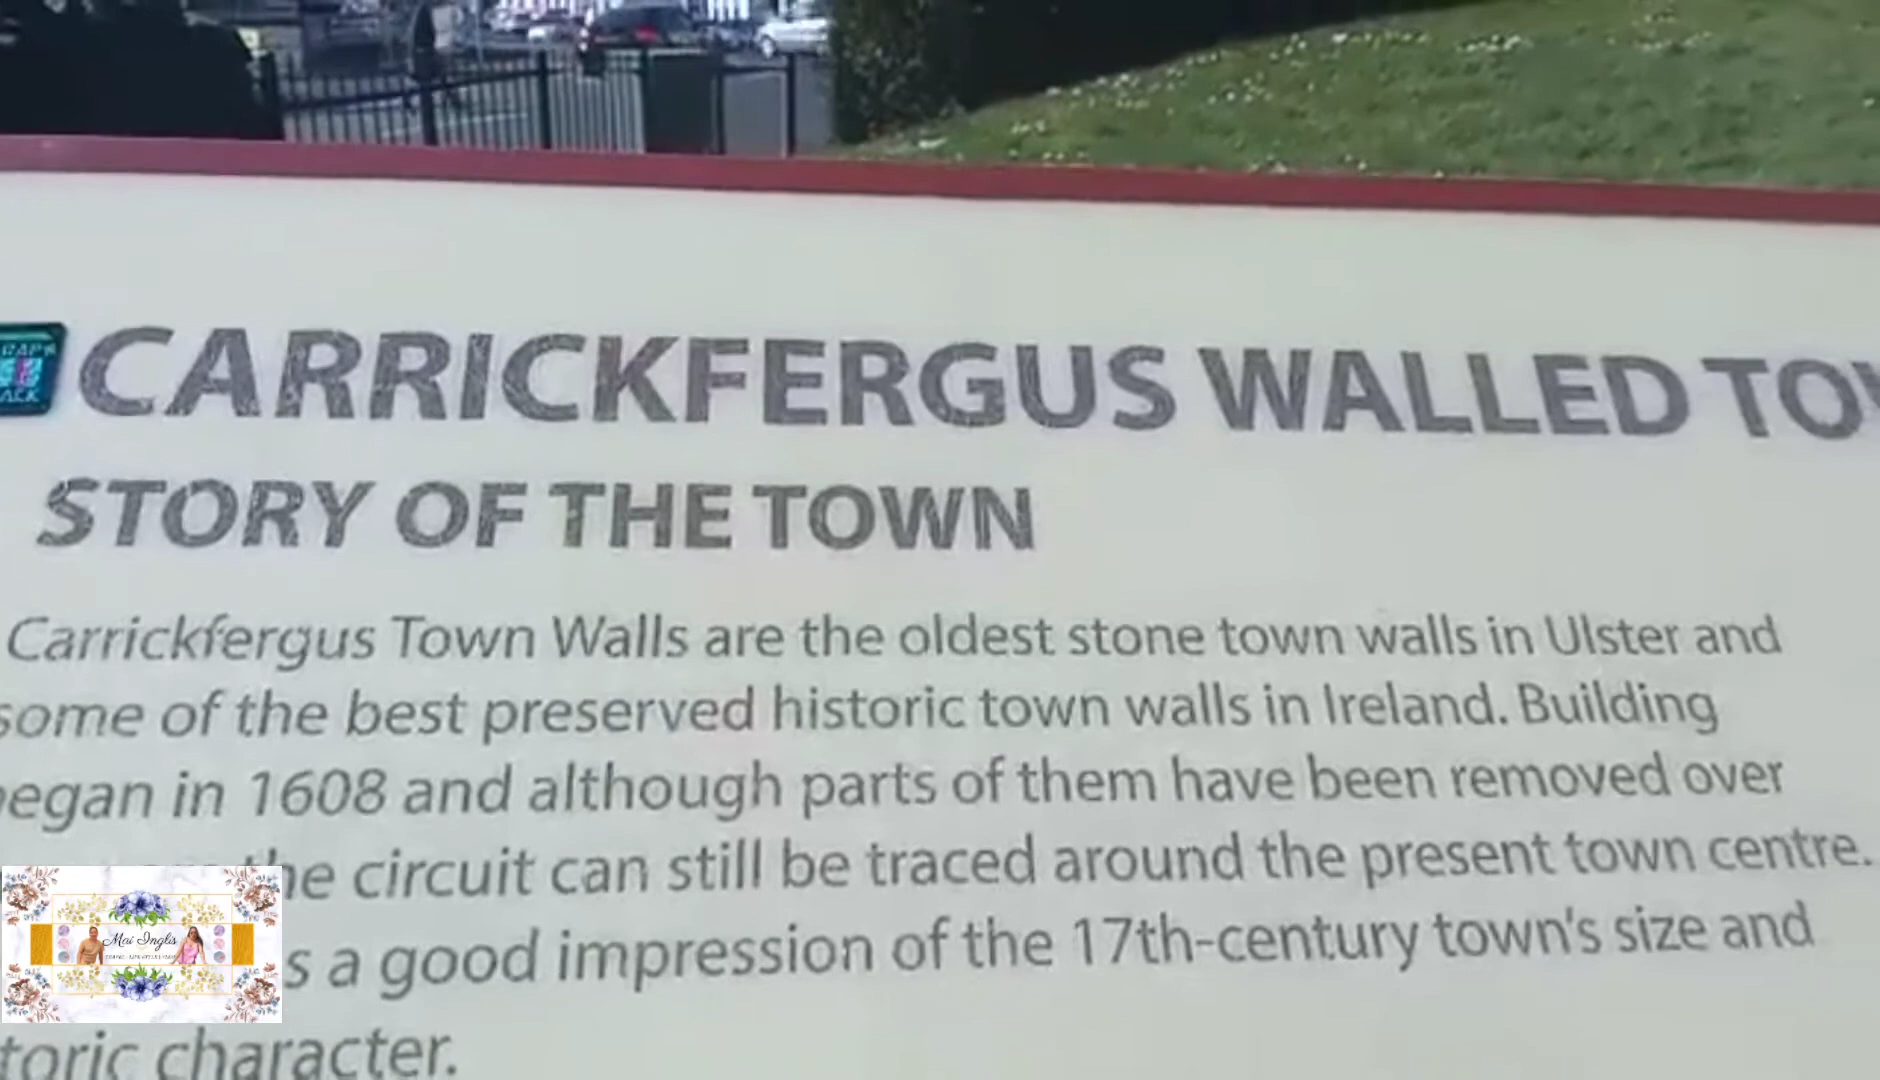 CARRICKFERGUS WALLED
STORY OF THE TOWN
Carrickfergus Town Walls are the oldest stone town walls in Ulster and
some of the best preserved historic town walls in Ireland. Building
egan in 1608 and although parts of them have been removed over
the circuit can still be traced around the present town centre.
s a good impression of the 17th-century town's size and
toric character.
Mai Inglis